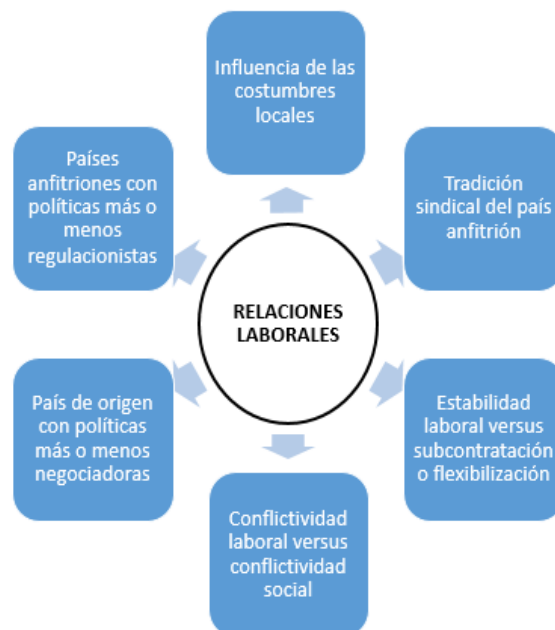 Influencia de las
costumbres
locales
Países
anfitriones con
políticas más o
menos
regulacionistas
Tradición
sindical del país
anfitrión
RELACIONES
LABORALES
País de origen
con políticas
más o menos
negociadoras
Estabilidad
laboral versus
subcontratación
o flexibilización
Conflictividad
laboral versus
conflictividad
social